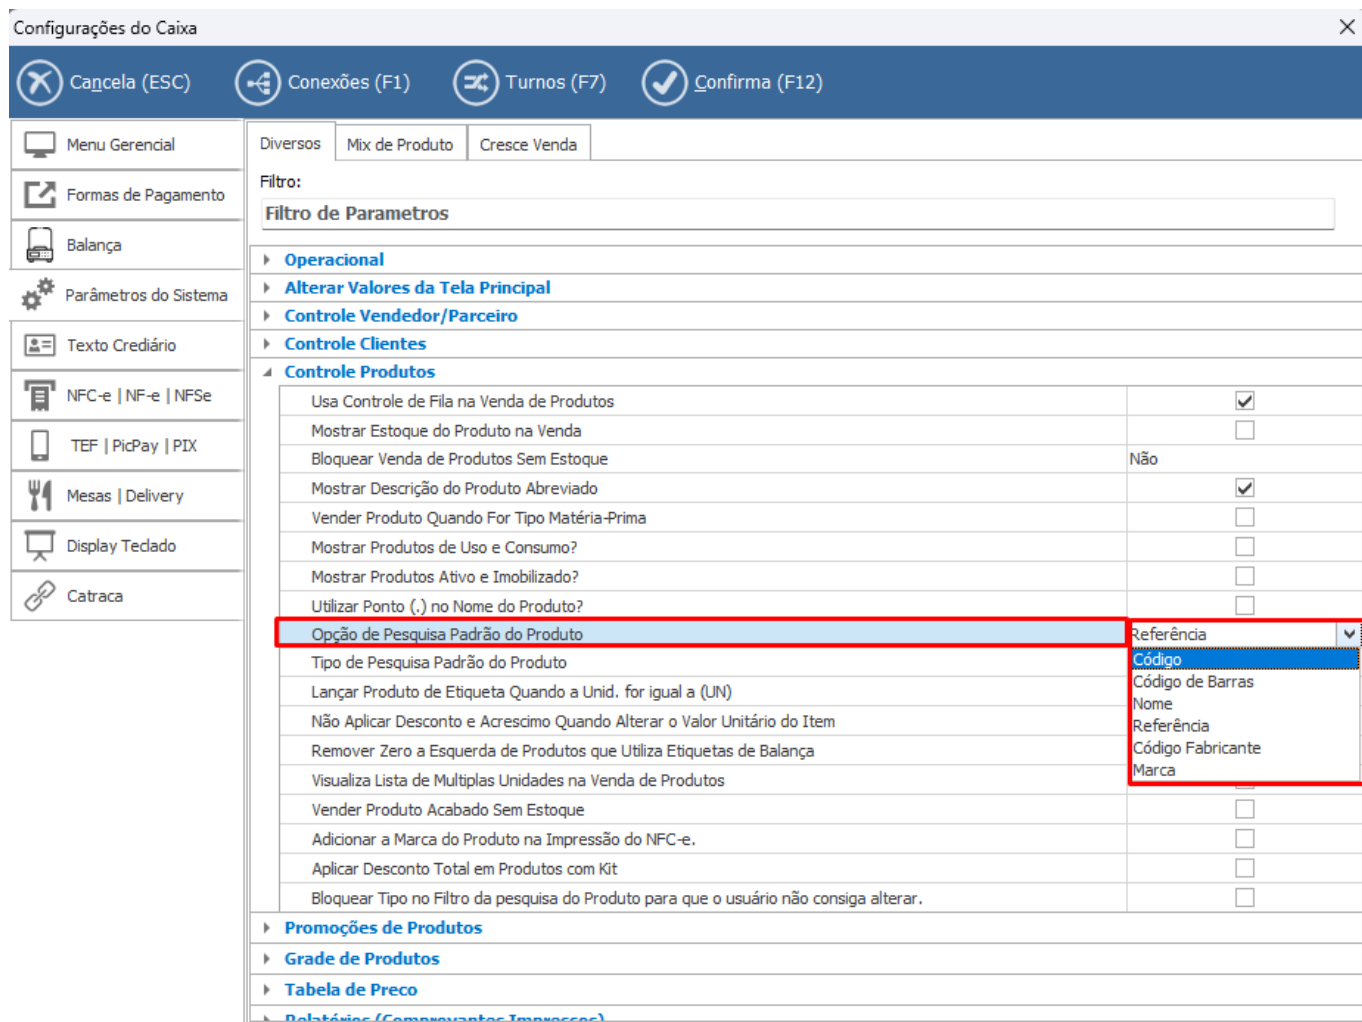 Configurações do Caixa
Cancela (ESC) Conexões (F1) Turnos (F7) Confirma (F12)
Menu Gerencial
Formas de Pagamento
Balança
Parâmetros do Sistema
Texto Crediário
NFC-e | NF-e | NFSe
TEF | PicPay | PIX
Mesas | Delivery
Display Teclado
Catraca
Diversos Mix de Produto Cresce Venda
Filtro:
Filtro de Parametros
Operacional
Alterar Valores da Tela Principal
Controle Vendedor/Parceiro
Controle Clientes
Controle Produtos
Usa Controle de Fila na Venda de Produtos
Mostrar Estoque do Produto na Venda
Bloquear Venda de Produtos Sem Estoque Não
Mostrar Descrição do Produto Abreviado
Vender Produto Quando For Tipo Matéria-Prima
Mostrar Produtos de Uso e Consumo?
Mostrar Produtos Ativo e Imobilizado?
Utilizar Ponto (.) no Nome do Produto?
Opção de Pesquisa Padrão do Produto Referência
Tipo de Pesquisa Padrão do Produto
Lançar Produto de Etiqueta Quando a Unid. for igual a (UN)
Não Aplicar Desconto e Acrescimo Quando Alterar o Valor Unitário do Item
Remover Zero a Esquerda de Produtos que Utiliza Etiquetas de Balança
Visualiza Lista de Multiplas Unidades na Venda de Produtos
Vender Produto Acabado Sem Estoque
Adicionar a Marca do Produto na Impressão do NFC-e.
Aplicar Desconto Total em Produtos com Kit
Bloquear Tipo no Filtro da pesquisa do Produto para que o usuário não consiga alterar.
Código
Código de Barras
Nome
Referência
Código Fabricante
Marca
Promoções de Produtos
Grade de Produtos
Tabela de Preco
Relatórios (Comprovantes Impressos)